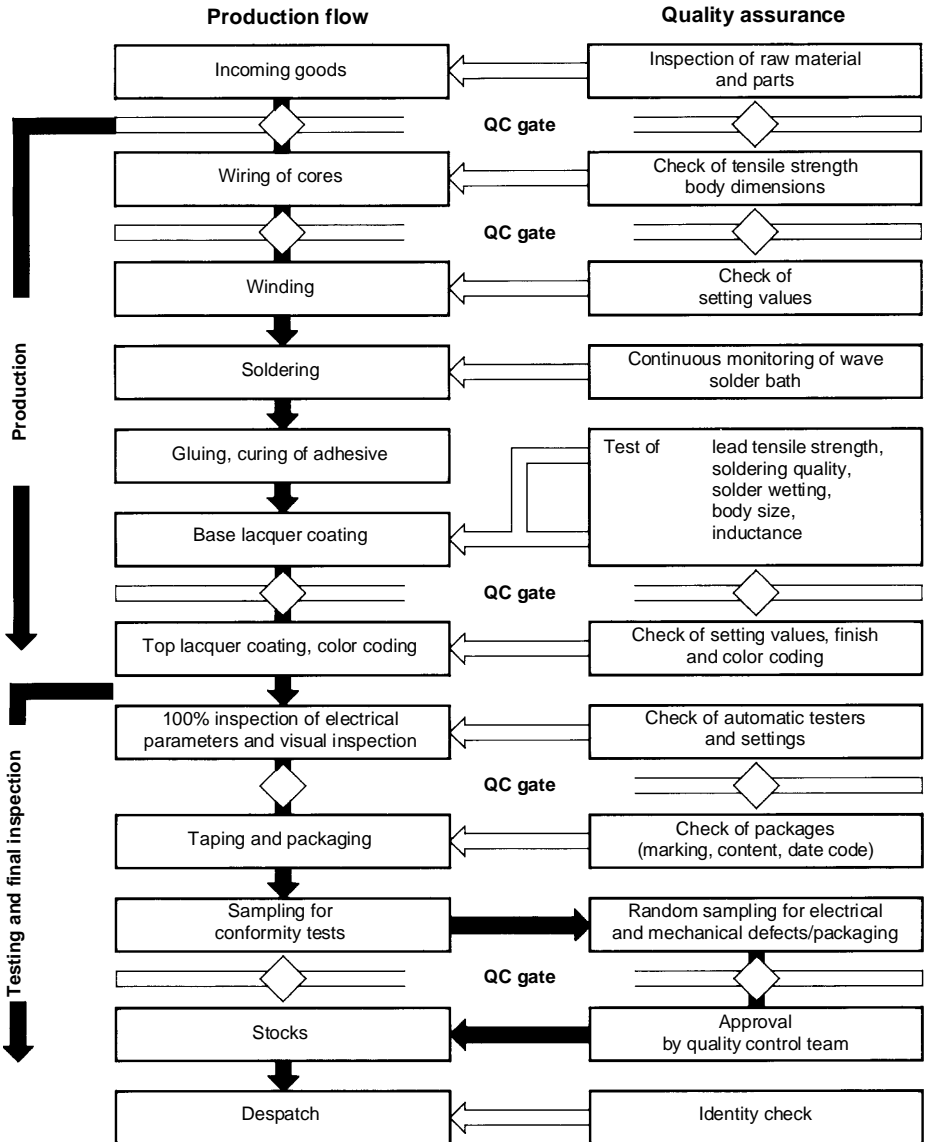 Production flow
Quality assurance
Incoming goods
Inspection of raw material
and parts
QC gate
Wiring of cores
Check of tensile strength
body dimensions
QC gate
Winding
Check of
setting values
Soldering
Continuous monitoring of wave
solder bath
Production
Gluing, curing of adhesive
Test of lead tensile strength,
soldering quality,
solder wetting,
body size,
inductance
Base lacquer coating
QC gate
Top lacquer coating, color coding
Check of setting values, finish
and color coding
100% inspection of electrical
parameters and visual inspection
Check of automatic testers
and settings
QC gate
Testing and final inspection
Taping and packaging
Check of packages
(marking, content, date code)
Sampling for
conformity tests
Random sampling for electrical
and mechanical defects/packaging
QC gate
Stocks
Approval
by quality control team
Despatch
Identity check